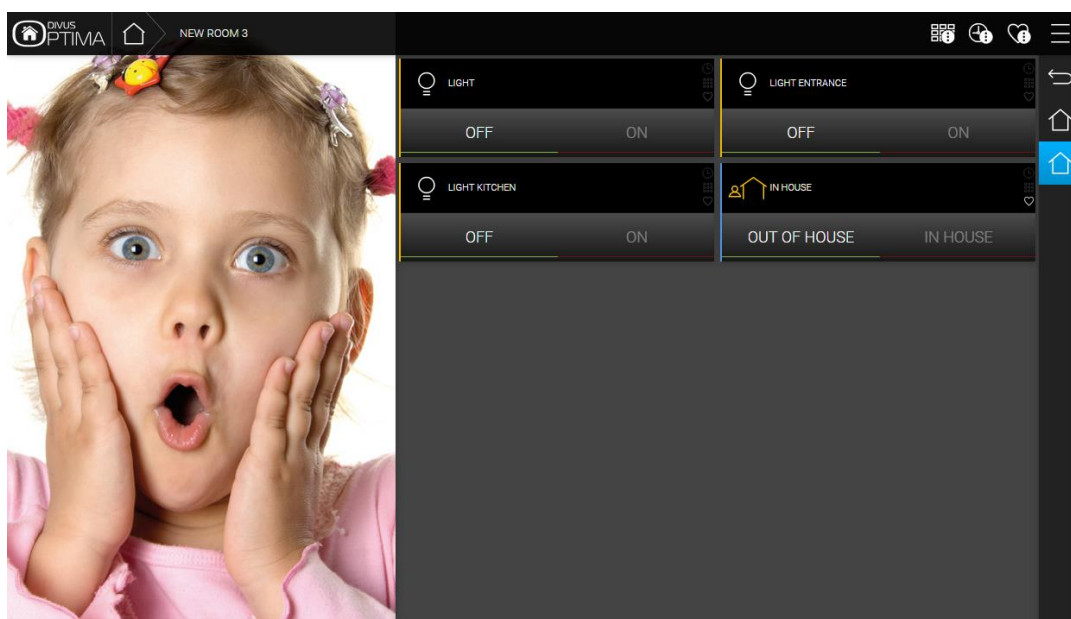 DIVUS
OPTIMA
NEW ROOM 3
LIGHT
LIGHT ENTRANCE
OFF ON
OFF ON
LIGHT KITCHEN
IN HOUSE
OFF ON
OUT OF HOUSE IN HOUSE